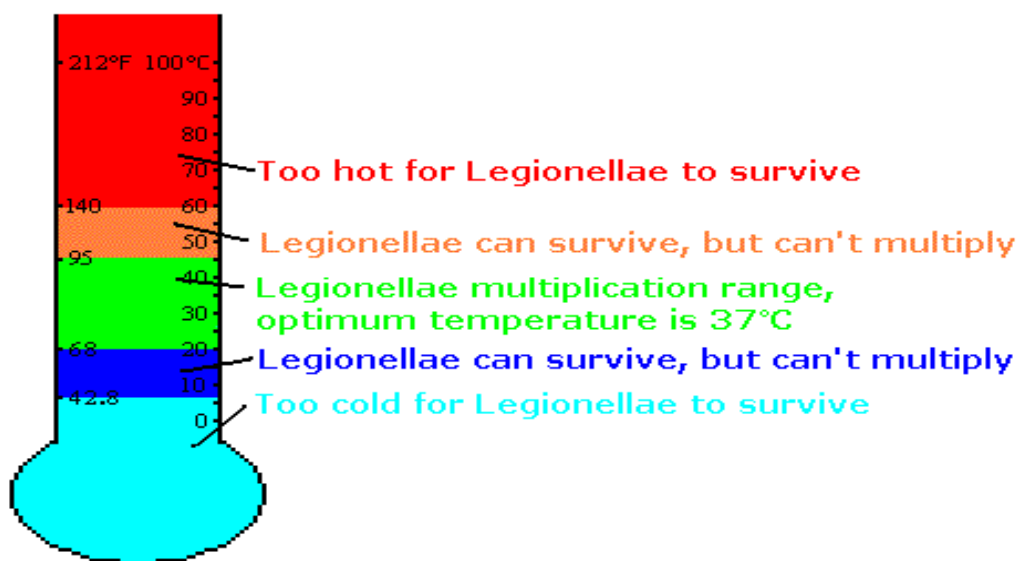 212°F 100°C
90
80
70
Too hot for Legionellae to survive
140 60
50
Legionellae can survive, but can't multiply
95
40
Legionellae multiplication range,
30
optimum temperature is 37°C
68 20
Legionellae can survive, but can't multiply
10
42.8
Too cold for Legionellae to survive
0